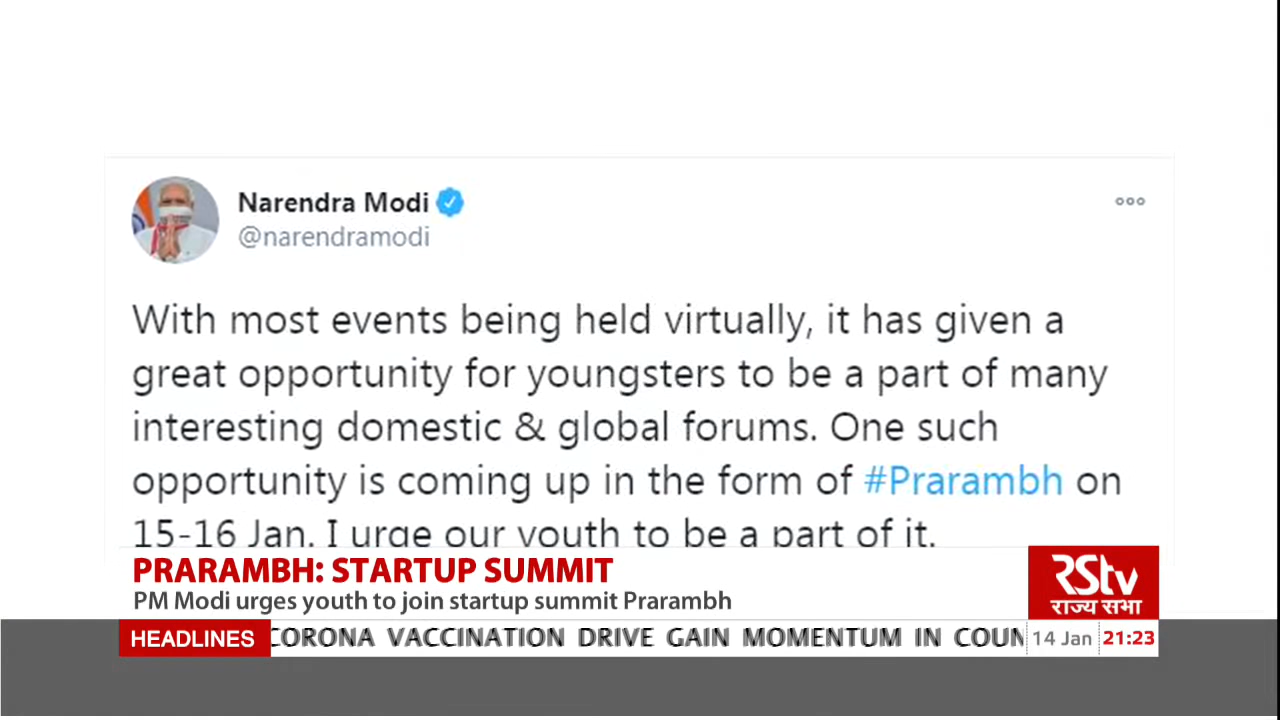 Narendra Modi
@narendramodi
With most events being held virtually, it has given a
great opportunity for youngsters to be a part of many
interesting domestic & global forums. One such
opportunity is coming up in the form of #Prarambh on
15-16 Jan. I urge our youth to be a part of it.
PRARAMBH: STARTUP SUMMIT
PM Modi urges youth to join startup summit Prarambh
RStv
राज्य सभा
HEADLINES CORONA VACCINATION DRIVE GAIN MOMENTUM IN COUN 14 Jan 21:23